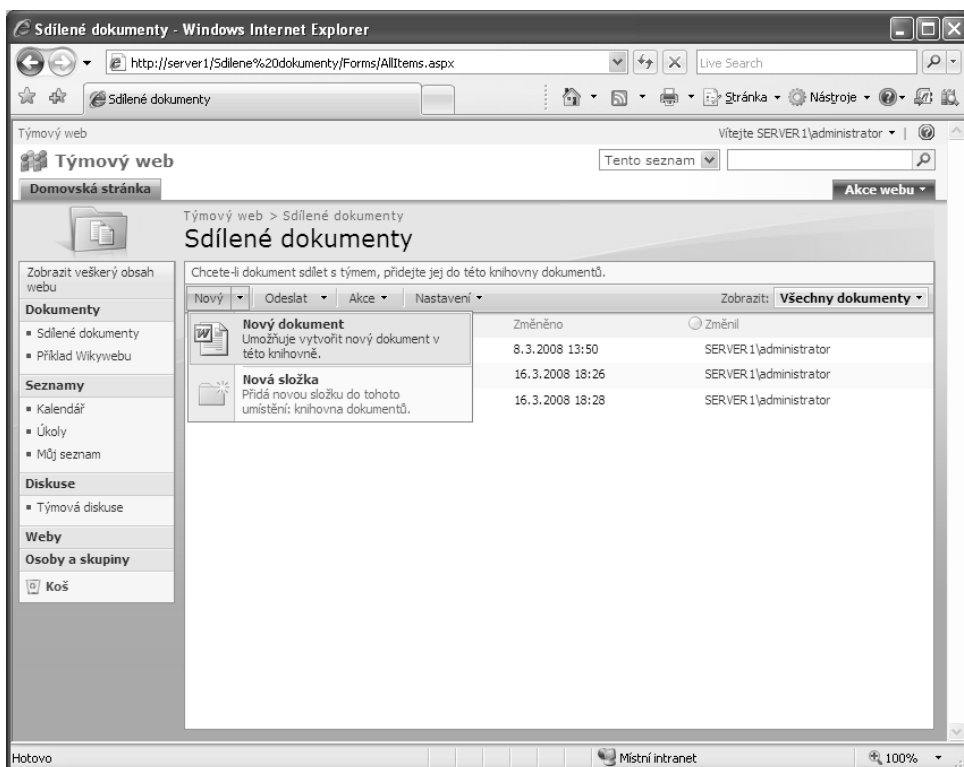 Sdílené dokumenty - Windows Internet Explorer
http://server1/Sdilene%20dokumenty/Forms/AllItems.aspx
Live Search
Sdílené dokumenty
Stránka
Nástroje
Týmový web
Vítejte SERVER1\administrator
Týmový web
Tento seznam
Domovská stránka
Akce webu
Týmový web > Sdílené dokumenty
Sdílené dokumenty
Zobrazit veškerý obsah
webu
Dokumenty
Sdílené dokumenty
Příklad Wikywebu
Seznamy
Kalendář
Úkoly
Můj seznam
Diskuse
Týmová diskuse
Weby
Osoby a skupiny
Koš
Chcete-li dokument sdílet s týmem, přidejte jej do této knihovny dokumentů.
Nový Odeslat Akce Nastavení Zobrazit: Všechny dokumenty
Nový dokument
Umožňuje vytvořit nový dokument v
této knihovně.
Nová složka
Přidá novou složku do tohoto
umístění: knihovna dokumentů.
Změněno Změnil
8.3.2008 13:50 SERVER1\administrator
16.3.2008 18:26 SERVER1\administrator
16.3.2008 18:28 SERVER1\administrator
Hotovo
Místní intranet
100%